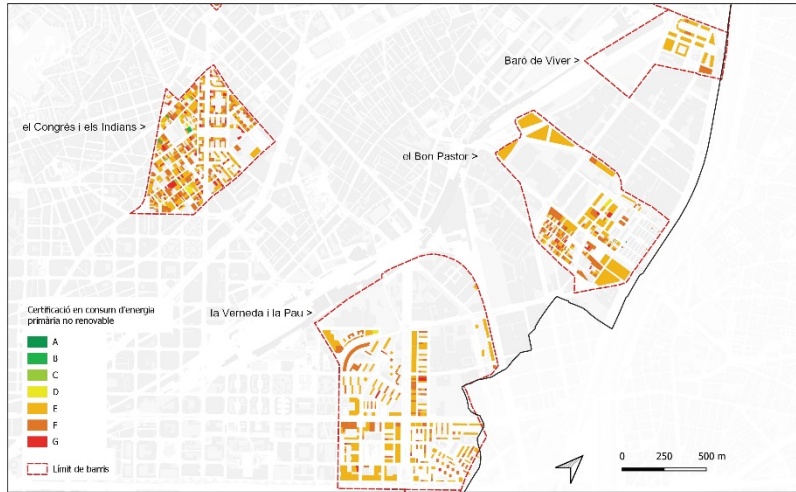 Baró de Viver >
el Congrés i els Indians >
el Bon Pastor >
la Verneda i la Pau >
Certificació en consum d'energia
primària no renovable
A
B
C
D
E
F
G
Límit de barris
0 250 500 m